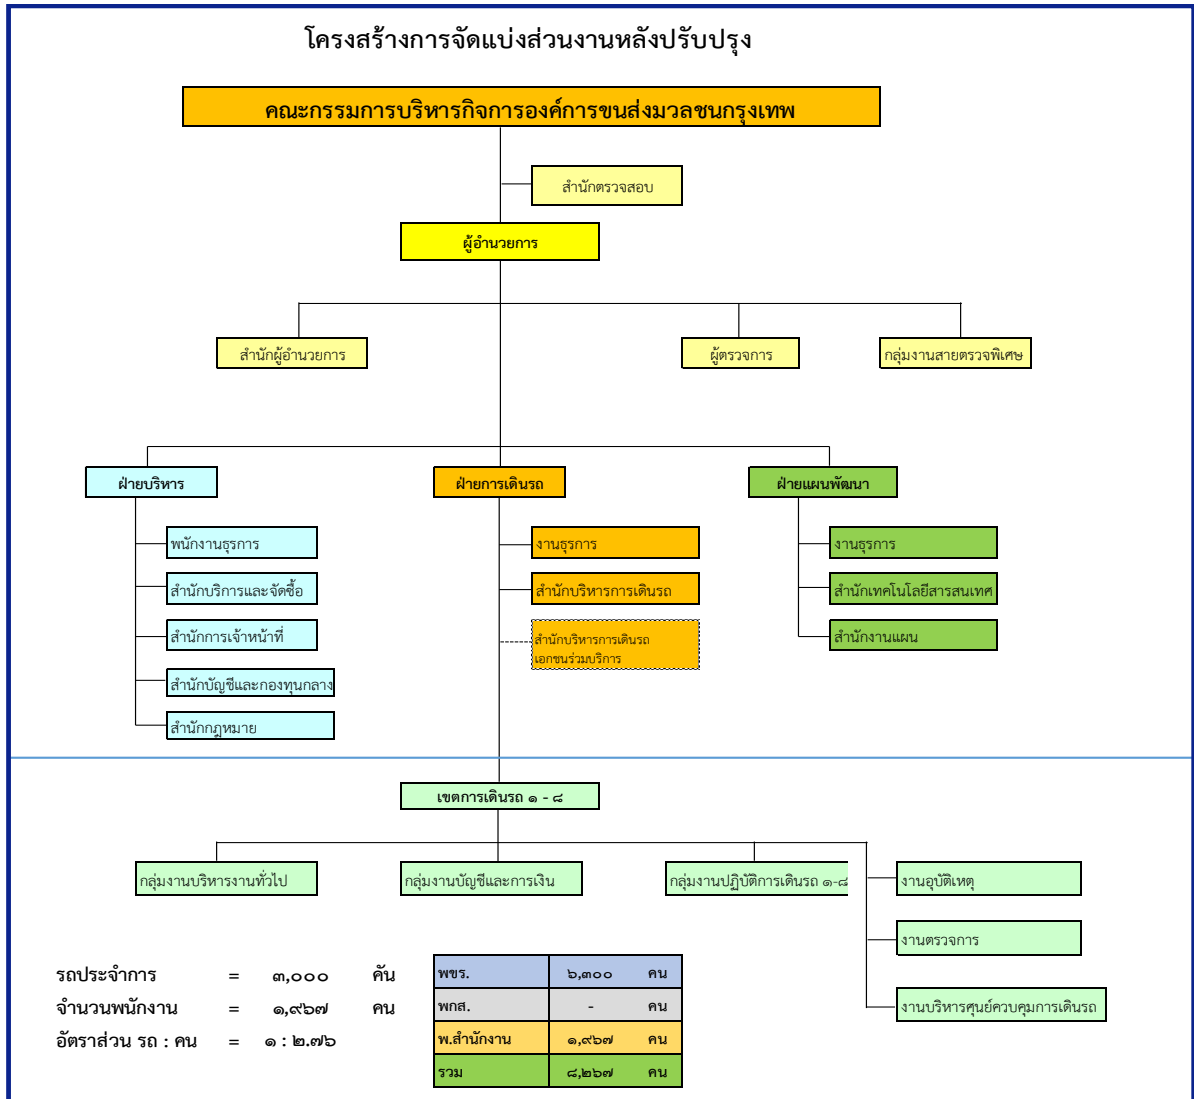 โครงสร้างการจัดแบ่งส่วนงานหลังปรับปรุง
คณะกรรมการบริหารกิจการองค์การขนส่งมวลชนกรุงเทพ
สำนักตรวจสอบ
ผู้อำนวยการ
สำนักผู้อำนวยการ
ผู้ตรวจการ
กลุ่มงานสายตรวจพิเศษ
ฝ่ายบริหาร
ฝ่ายการเดินรถ
ฝ่ายแผนพัฒนา
พนักงานธุรการ
สำนักบริการและจัดซื้อ
สำนักการเจ้าหน้าที่
สำนักบัญชีและกองทุนกลาง
สำนักกฎหมาย
งานธุรการ
สำนักบริหารการเดินรถ
สำนักบริหารการเดินรถ
เอกชนร่วมบริการ
งานธุรการ
สำนักเทคโนโลยีสารสนเทศ
สำนักงานแผน
เขตการเดินรถ ๑ - ๘
กลุ่มงานบริหารงานทั่วไป
กลุ่มงานบัญชีและการเงิน
กลุ่มงานปฏิบัติการเดินรถ ๑-๘
งานอุบัติเหตุ
งานตรวจการ
งานบริหารศูนย์ควบคุมการเดินรถ
รถประจำการ = ๓,๐๐๐ คัน
จำนวนพนักงาน = ๑,๙๖๗ คน
อัตราส่วน รถ : คน = ๑ : ๒.๗๖
พขร. ๖,๓๐๐ คน
พกส. - คน
พ.สำนักงาน ๑,๙๖๗ คน
รวม ๘,๒๖๗ คน